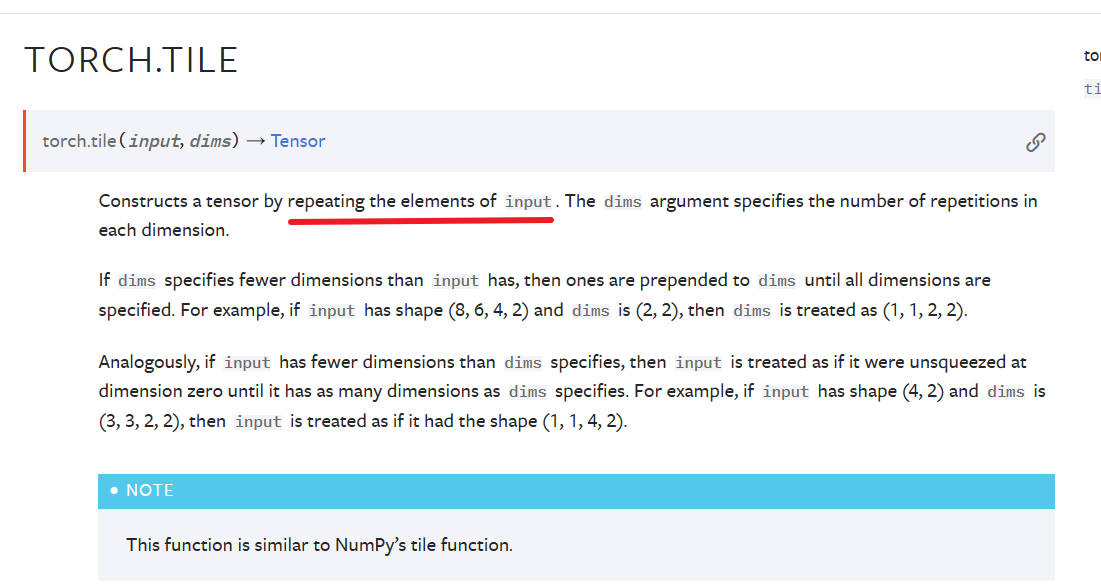 TORCH.TILE
tor
ti
torch.tile(input, dims) → Tensor
Constructs a tensor by repeating the elements of input. The dims argument specifies the number of repetitions in
each dimension.
If dims specifies fewer dimensions than input has, then ones are prepended to dims until all dimensions are
specified. For example, if input has shape (8, 6, 4, 2) and dims is (2, 2), then dims is treated as (1, 1, 2, 2).
Analogously, if input has fewer dimensions than dims specifies, then input is treated as if it were unsqueezed at
dimension zero until it has as many dimensions as dims specifies. For example, if input has shape (4, 2) and dims is
(3, 3, 2, 2), then input is treated as if it had the shape (1, 1, 4, 2).
• NOTE
This function is similar to NumPy’s tile function.